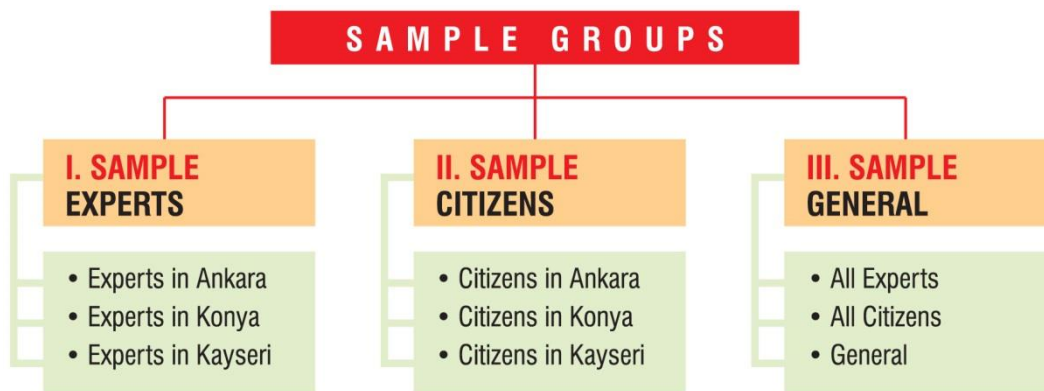 SAMPLE GROUPS
I. SAMPLE
EXPERTS
• Experts in Ankara
• Experts in Konya
• Experts in Kayseri
II. SAMPLE
CITIZENS
• Citizens in Ankara
• Citizens in Konya
• Citizens in Kayseri
III. SAMPLE
GENERAL
• All Experts
• All Citizens
• General